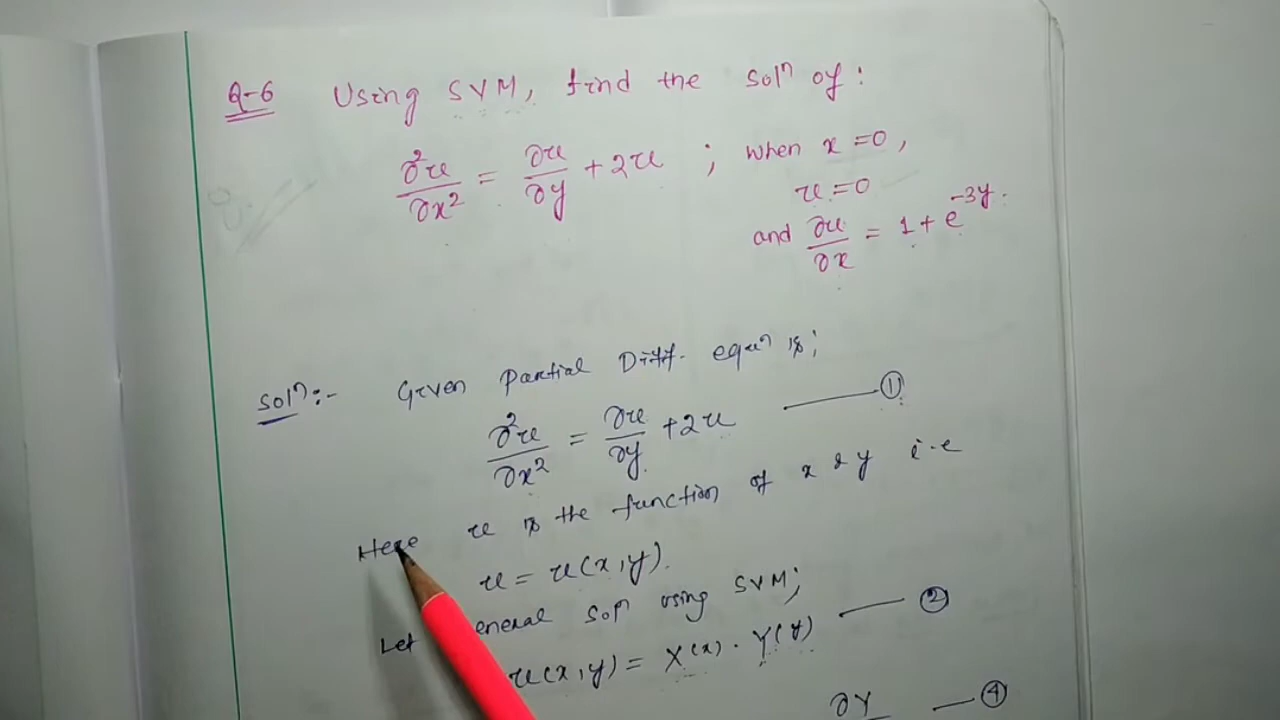 Q-6 Using SVM, find the solⁿ of :
∂²u/∂x² = ∂u/∂y + 2u ; when x = 0,
u = 0
and ∂u/∂x = 1 + e^{-3y}.
Solⁿ:- Given Partial Diff. equⁿ is;
∂²u/∂x² = ∂u/∂y + 2u —— ①
Here u is the function of x & y i.e
u = u(x,y).
Let eneral solⁿ using SVM;
u(x,y) = X(x) . Y(y) —— ②
∂Y —— ④